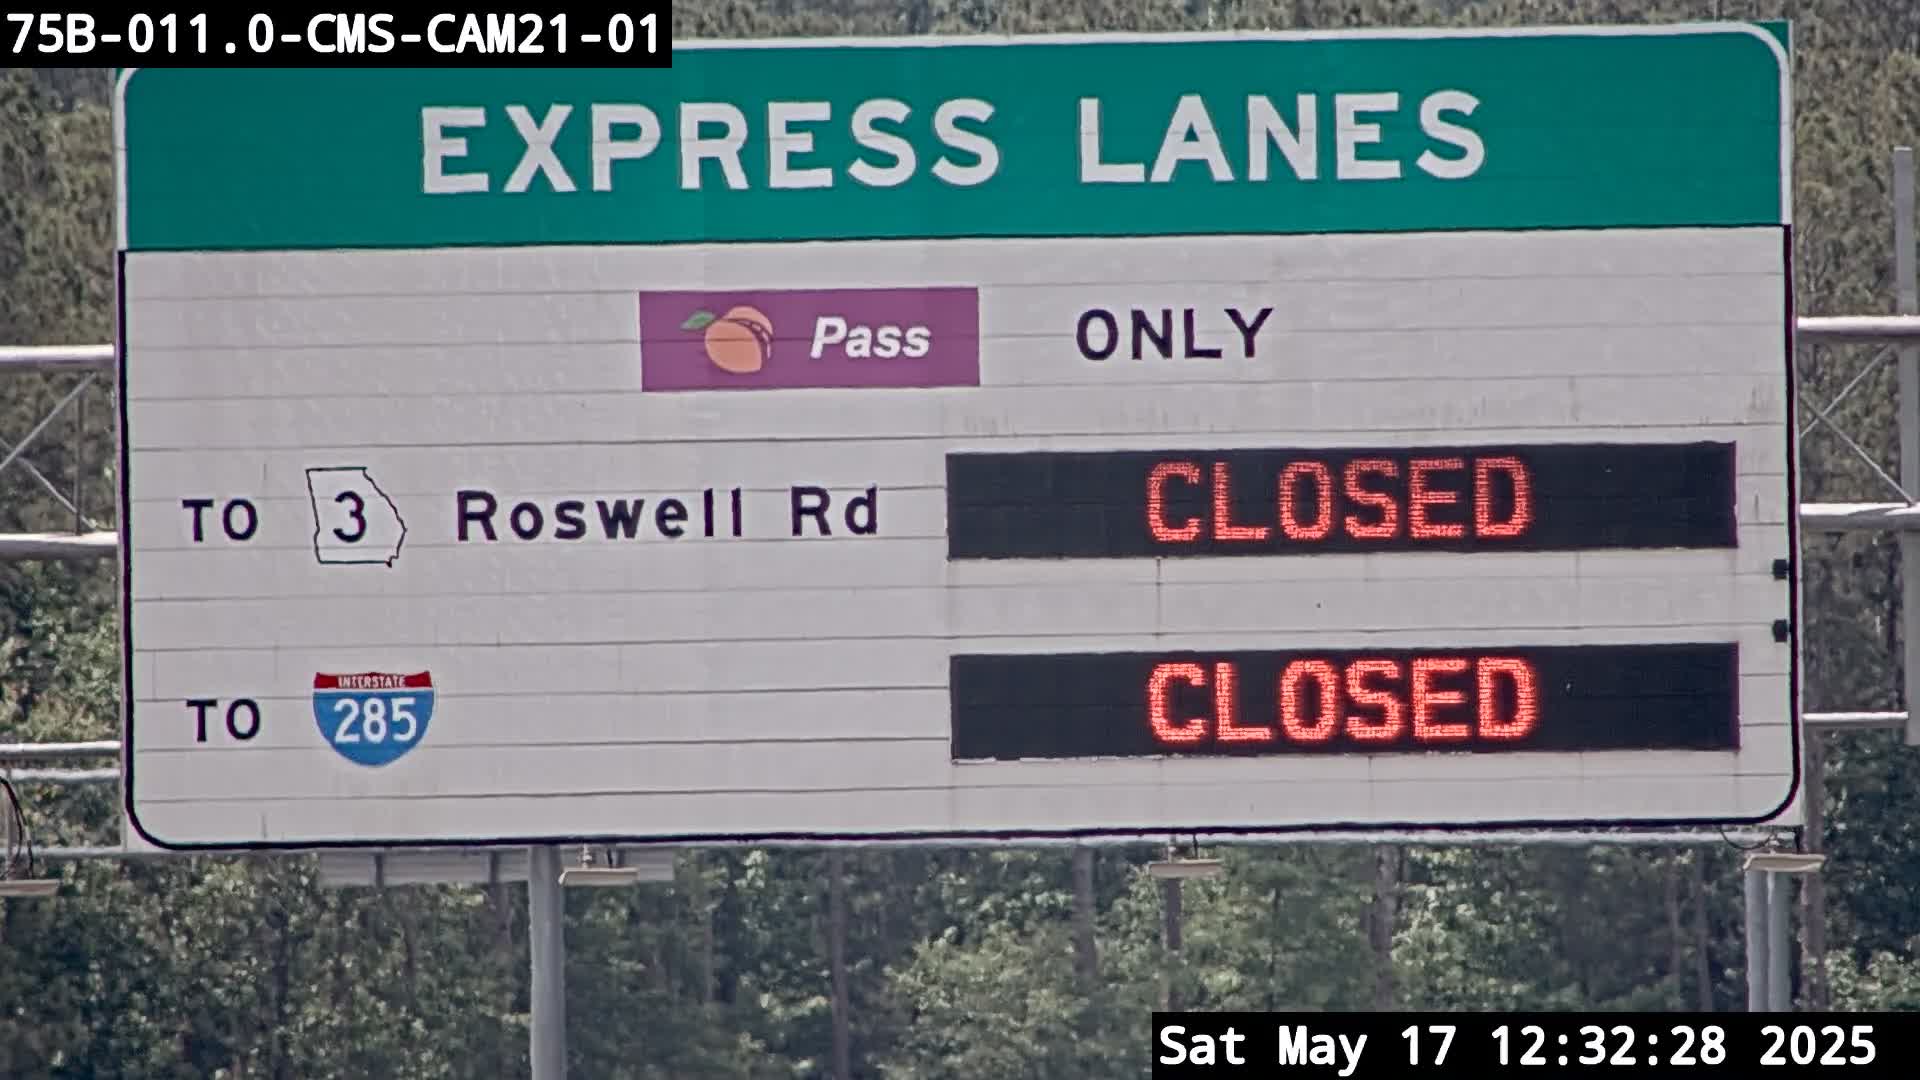 75B-011.0-CMS-CAM21-01
EXPRESS LANES
Pass ONLY
TO 3 Roswell Rd CLOSED
INTERSTATE
TO 285 CLOSED
Sat May 17 12:32:28 2025